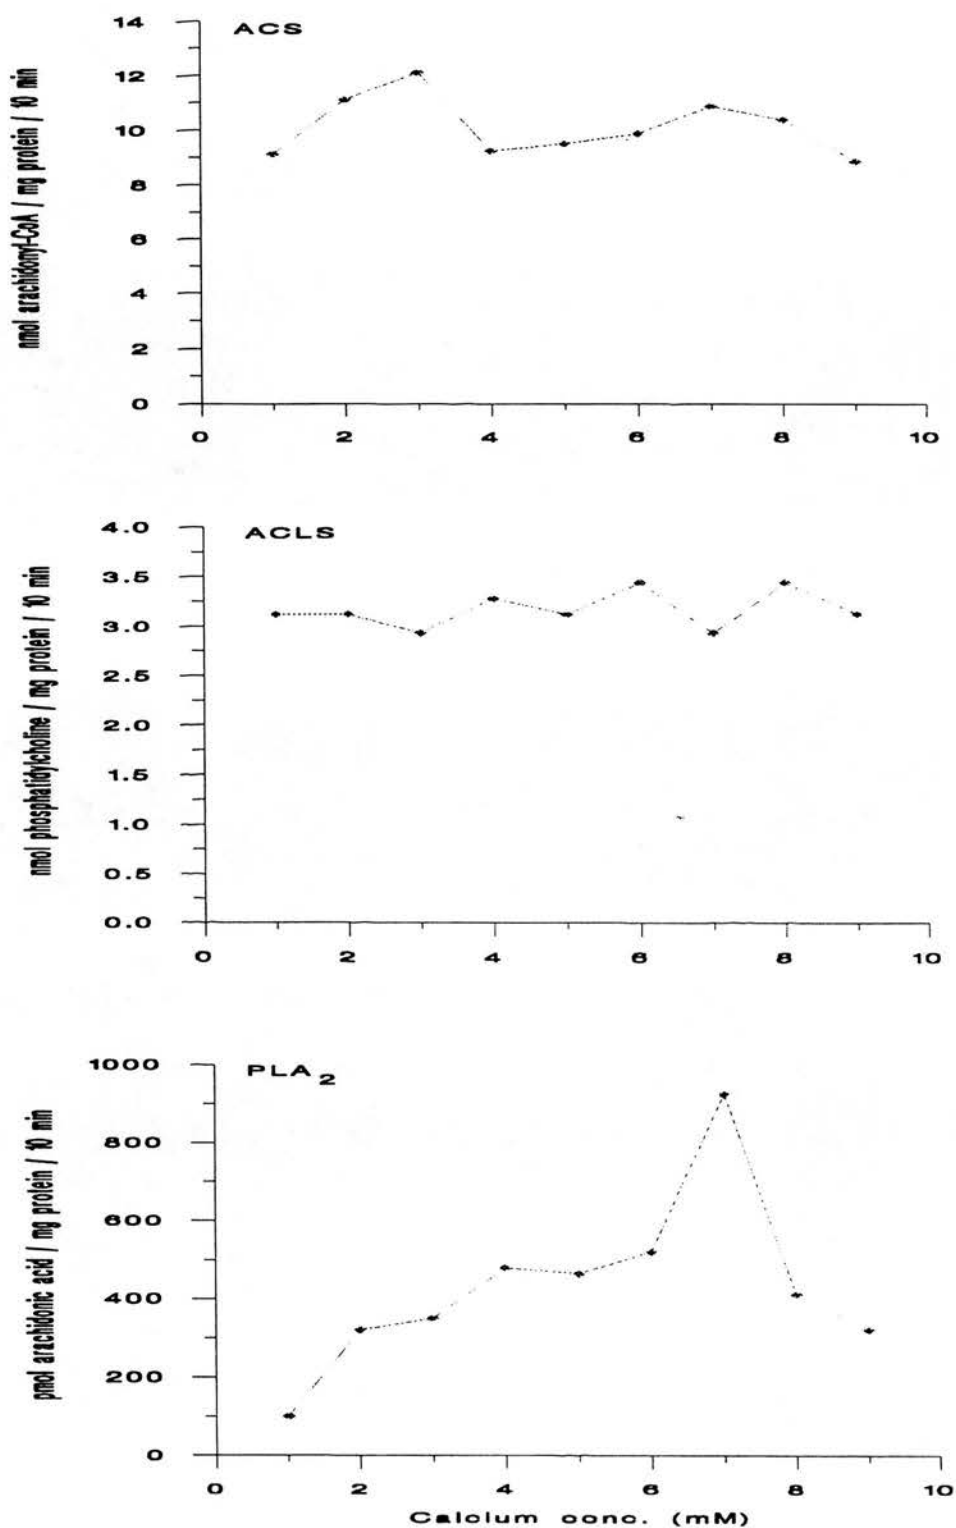 ACS
nmol arachidonyl-CoA / mg protein / 10 min
14
12
10
8
6
4
2
0
0 2 4 6 8 10
ACLS
nmol phosphatidylcholine / mg protein / 10 min
4.0
3.5
3.0
2.5
2.0
1.5
1.0
0.5
0.0
0 2 4 6 8 10
PLA 2
pmol arachidonic acid / mg protein / 10 min
1000
800
600
400
200
0
0 2 4 6 8 10
Calcium conc. (mM)